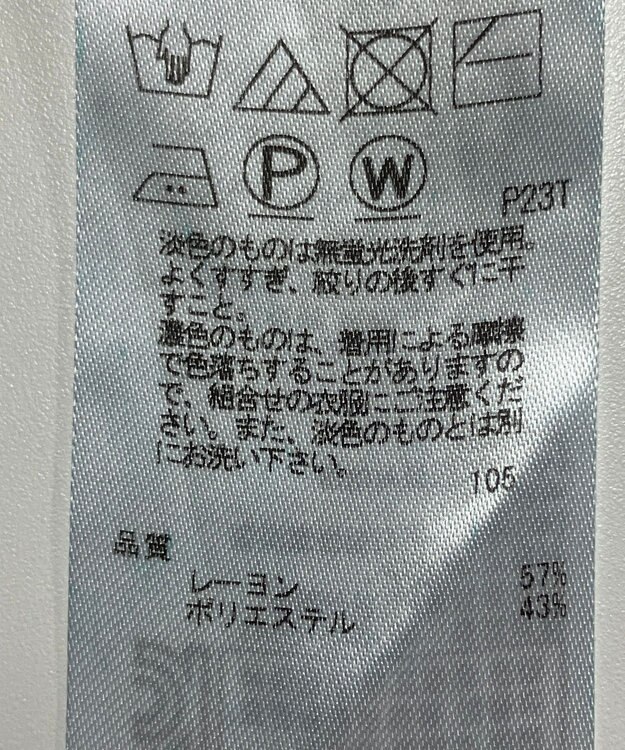 P W
P23T
淡色のものは無蛍光洗剤を使用。
よくすすぎ、絞りの後すぐに干
すこと。
濃色のものは、着用による摩擦
で色落ちすることがありますの
で、組合せの衣服にご注意くだ
さい。また、淡色のものとは別
にお洗い下さい。
105
品質
レーヨン 57%
ポリエステル 43%